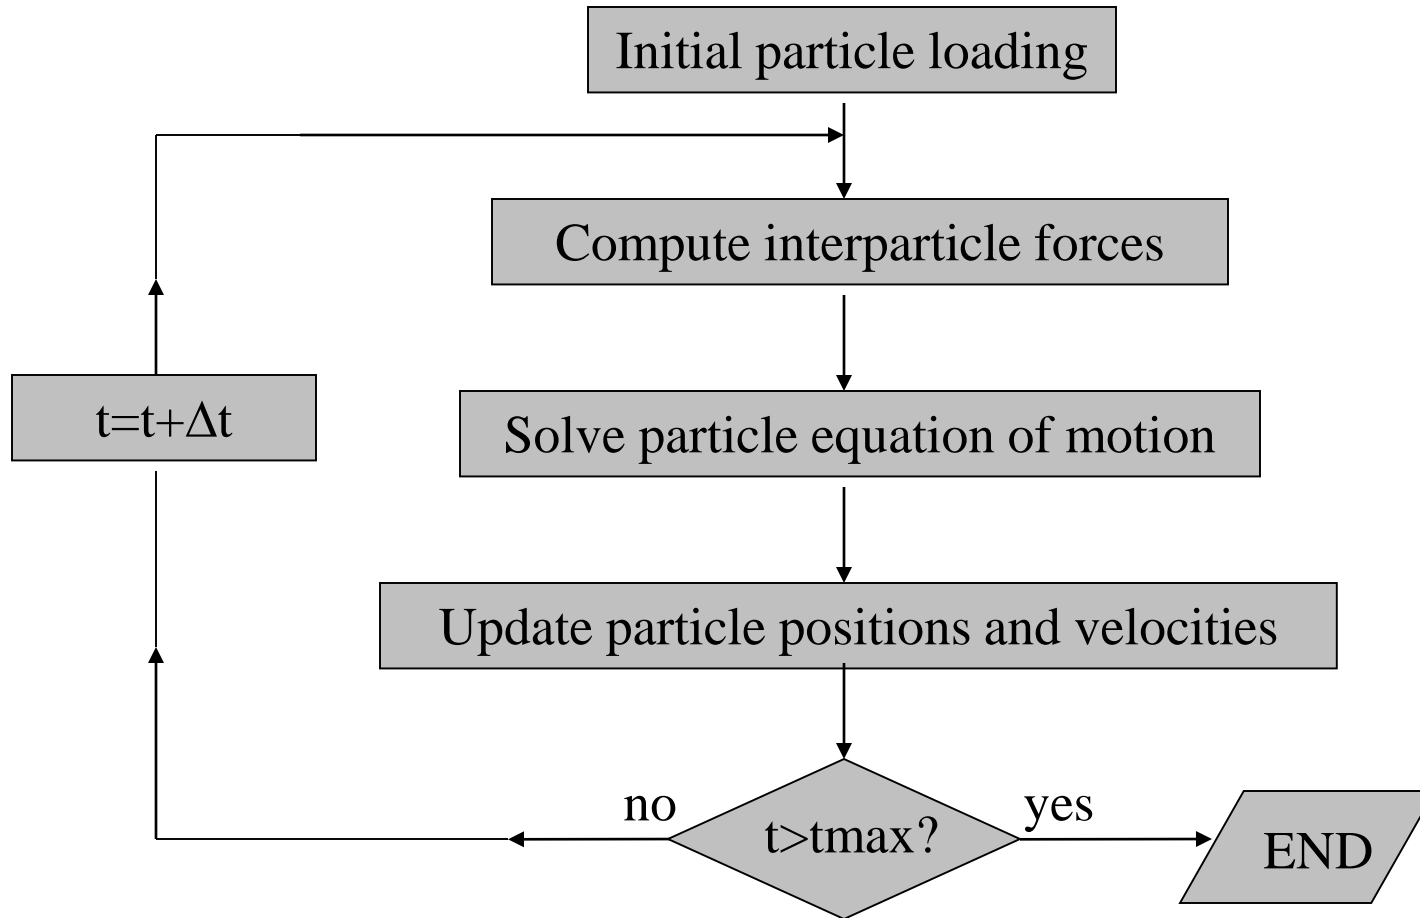 Initial particle loading
Compute interparticle forces
t=t+Δt
Solve particle equation of motion
Update particle positions and velocities
no
yes
t>tmax?
END